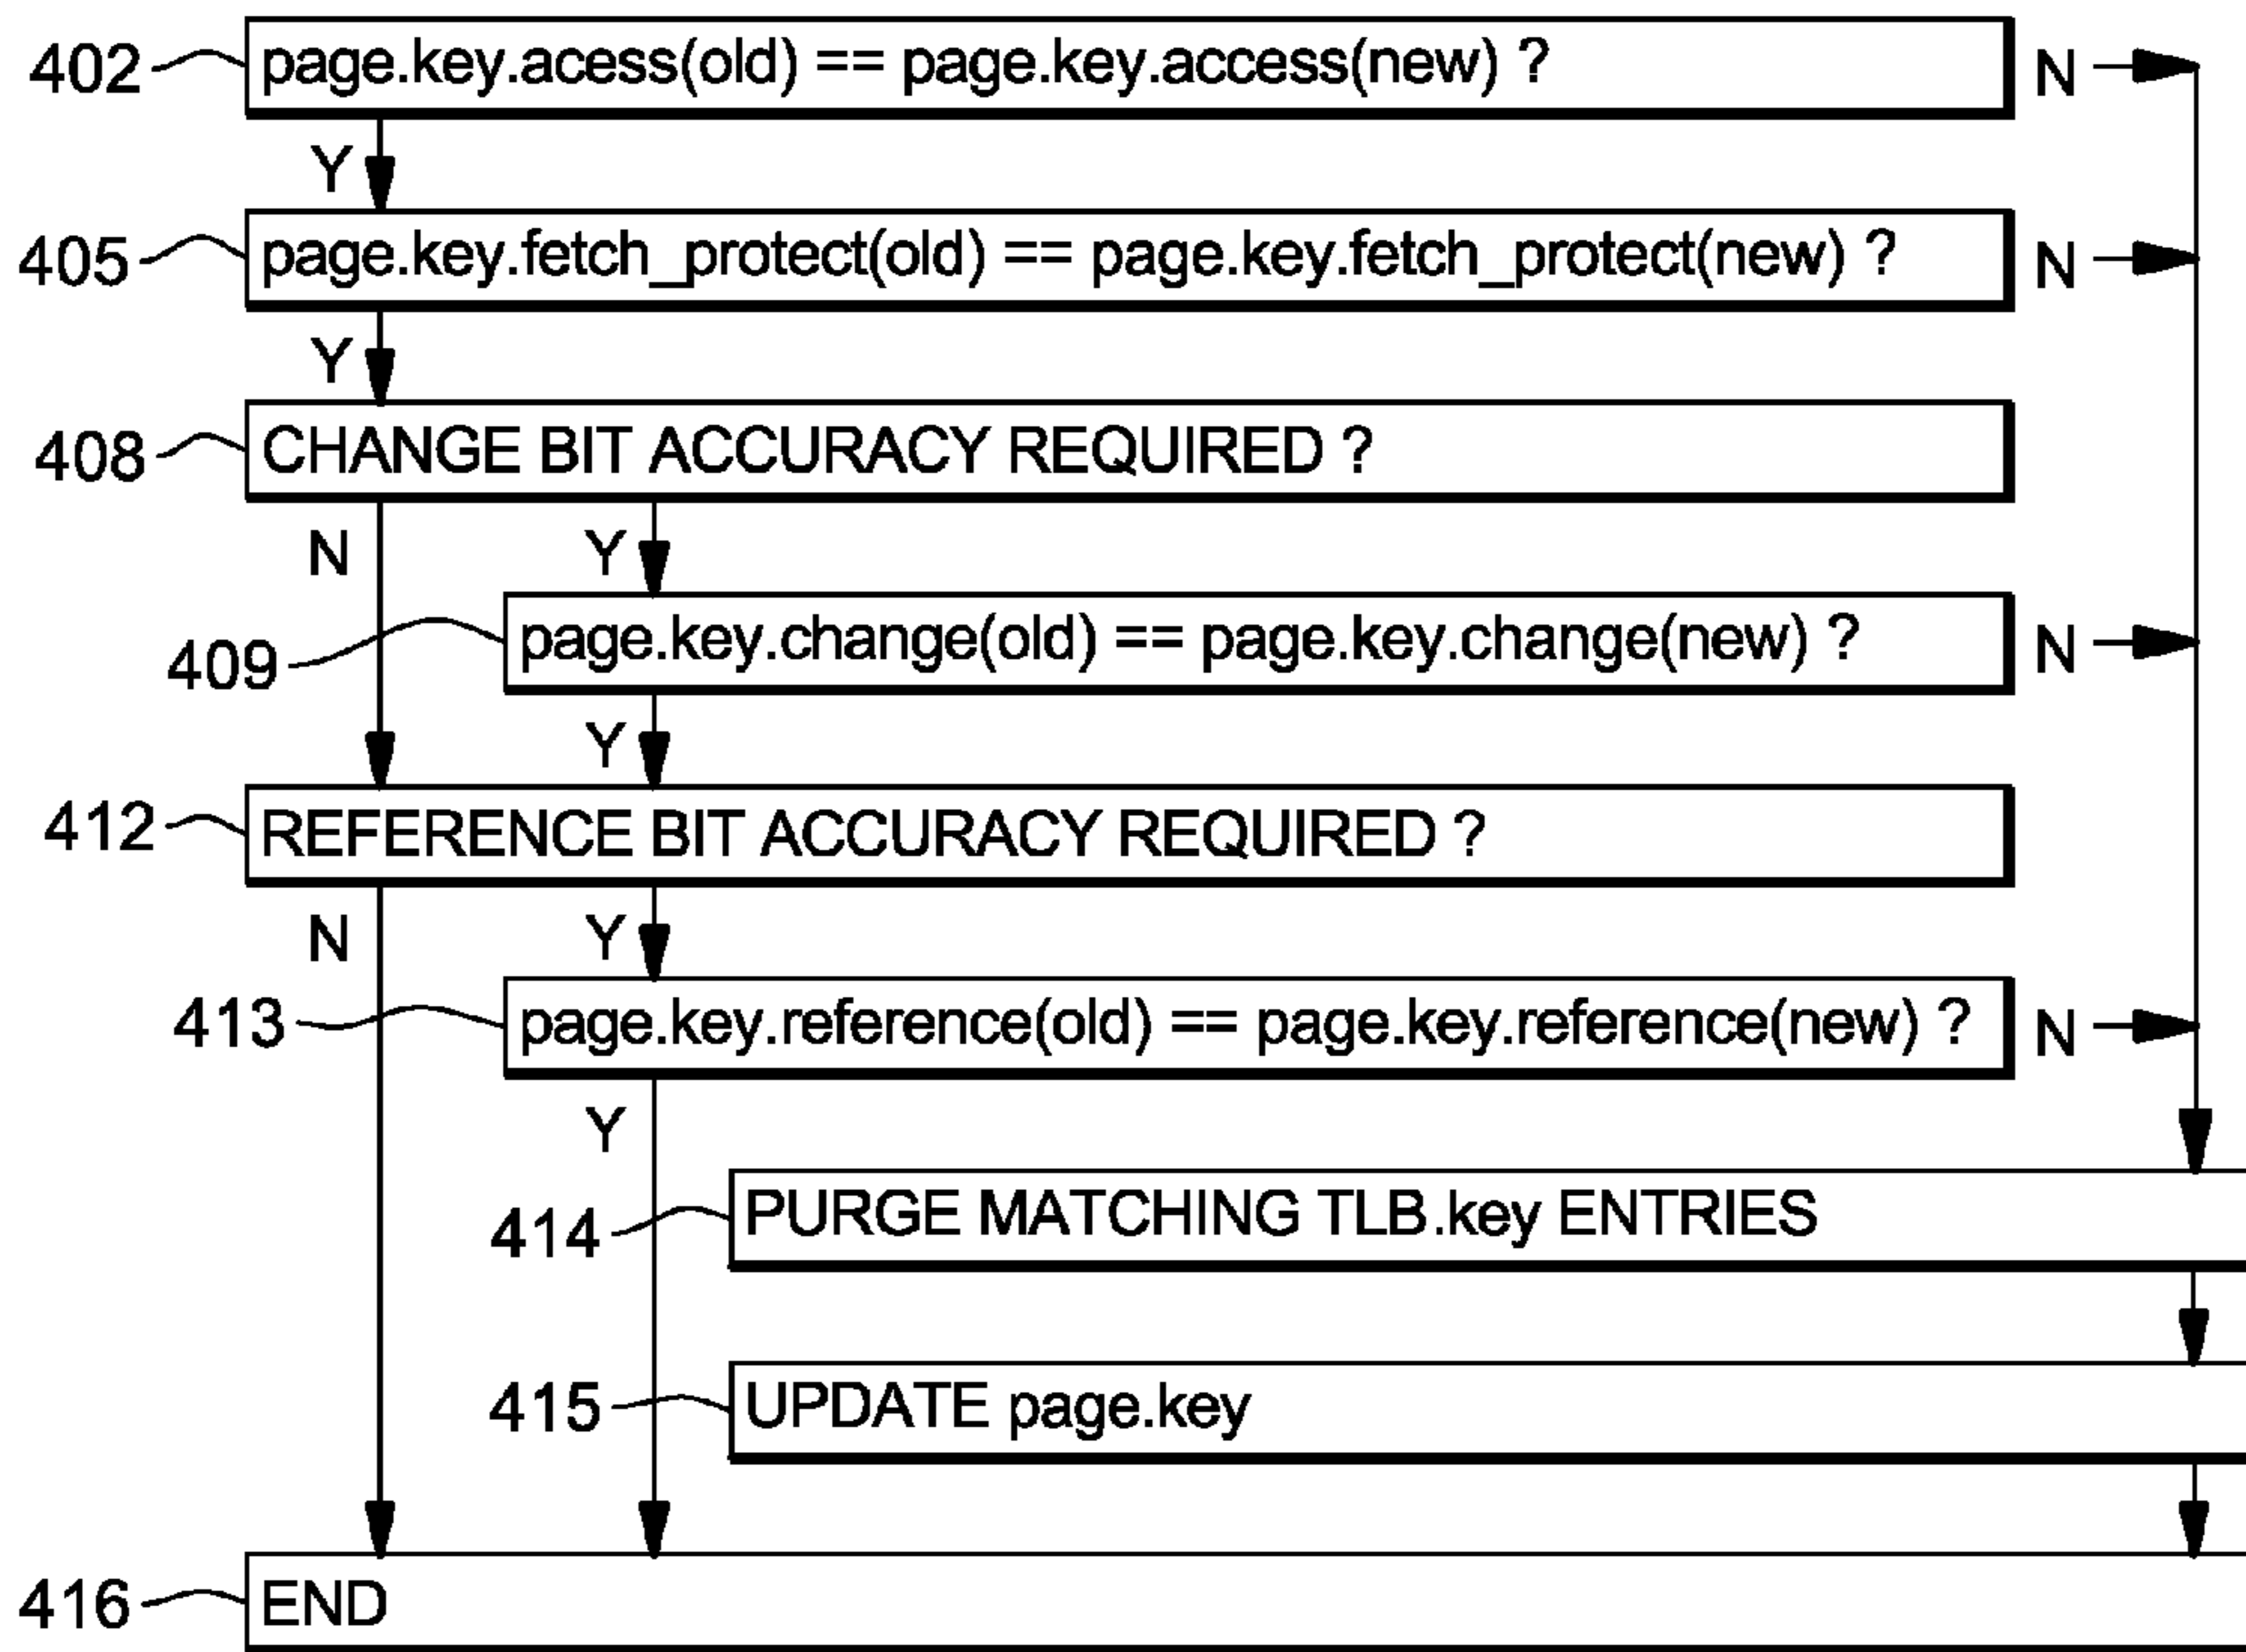 402 page.key.acess(old) == page.key.access(new) ? N
Y
405 page.key.fetch_protect(old) == page.key.fetch_protect(new) ? N
Y
408 CHANGE BIT ACCURACY REQUIRED ?
N Y
409 page.key.change(old) == page.key.change(new) ? N
Y
412 REFERENCE BIT ACCURACY REQUIRED ?
N Y
413 page.key.reference(old) == page.key.reference(new) ? N
Y
414 PURGE MATCHING TLB.key ENTRIES
415 UPDATE page.key
416 END